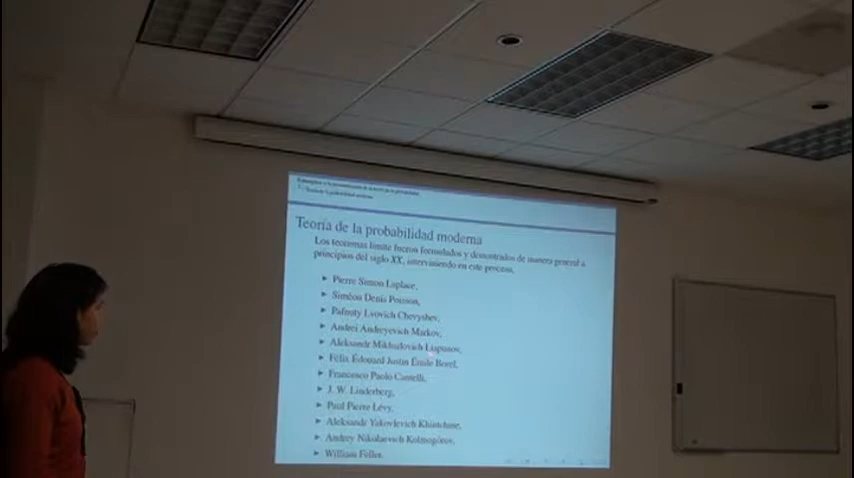 Teoría de la probabilidad moderna
Los teoremas límite fueron formulados y demostrados de manera general a
principios del siglo XX, interviniendo en este proceso,
Pierre Simon Laplace,
Siméon Denis Poisson,
Pafnuty Lvovich Chevyshev,
Andrei Andreyevich Markov,
Aleksandr Mikhailovich Liapunov,
Félix Édouard Justin Émile Borel,
Francesco Paolo Cantelli,
J. W. Linderberg,
Paul Pierre Lévy,
Aleksandr Yakovlevich Khintchine,
Andrey Nikolaevich Kolmogórov,
William Feller.